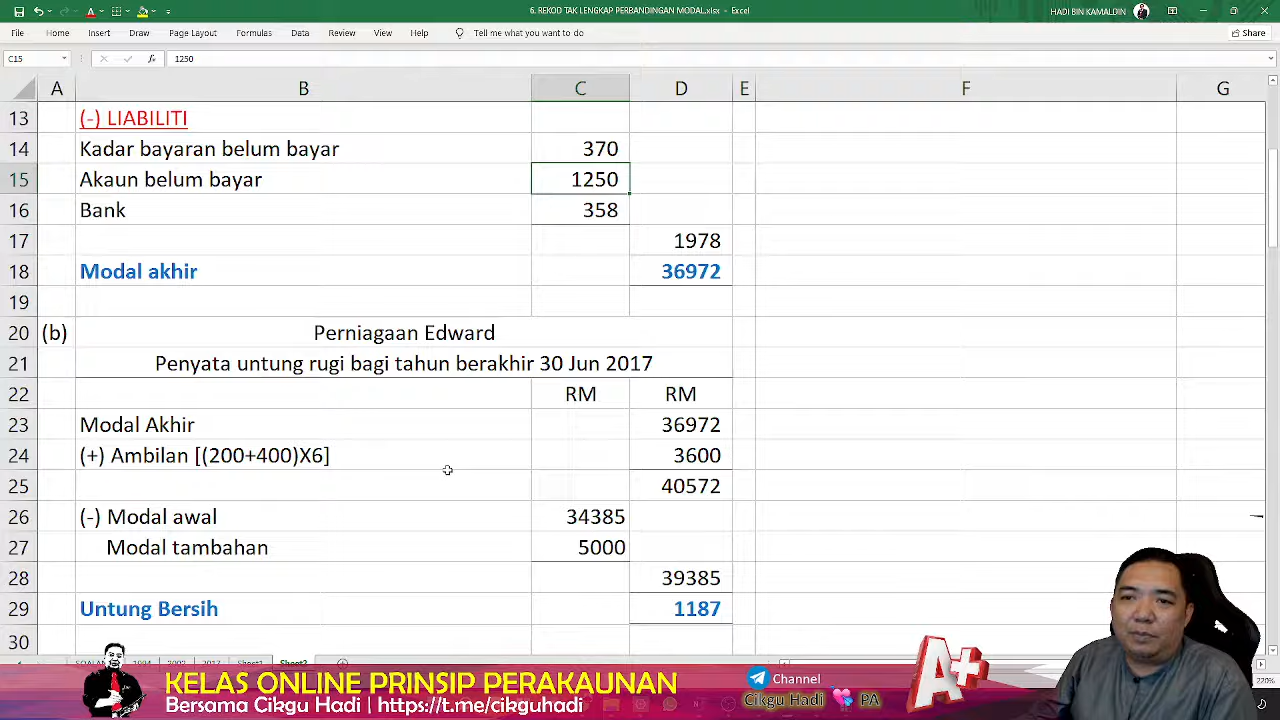 6. REKOD TAK LENGKAP PERBANDINGAN MODAL.xlsx - Excel
HADI BIN KAMALDIN
File Home Insert Draw Page Layout Formulas Data Review View Help Tell me what you want to do Share
C15 fx 1250
A B C D E F G
13 (-) LIABILITI
14 Kadar bayaran belum bayar 370
15 Akaun belum bayar 1250
16 Bank 358
17 1978
18 Modal akhir 36972
19
20 (b) Perniagaan Edward
21 Penyata untung rugi bagi tahun berakhir 30 Jun 2017
22 RM RM
23 Modal Akhir 36972
24 (+) Ambilan [(200+400)X6] 3600
25 40572
26 (-) Modal awal 34385
27 Modal tambahan 5000
28 39385
29 Untung Bersih 1187
30
220%
KELAS ONLINE PRINSIP PERAKAUNAN
Bersama Cikgu Hadi | https://t.me/cikguhadi
Channel
Cikgu Hadi PA
A+